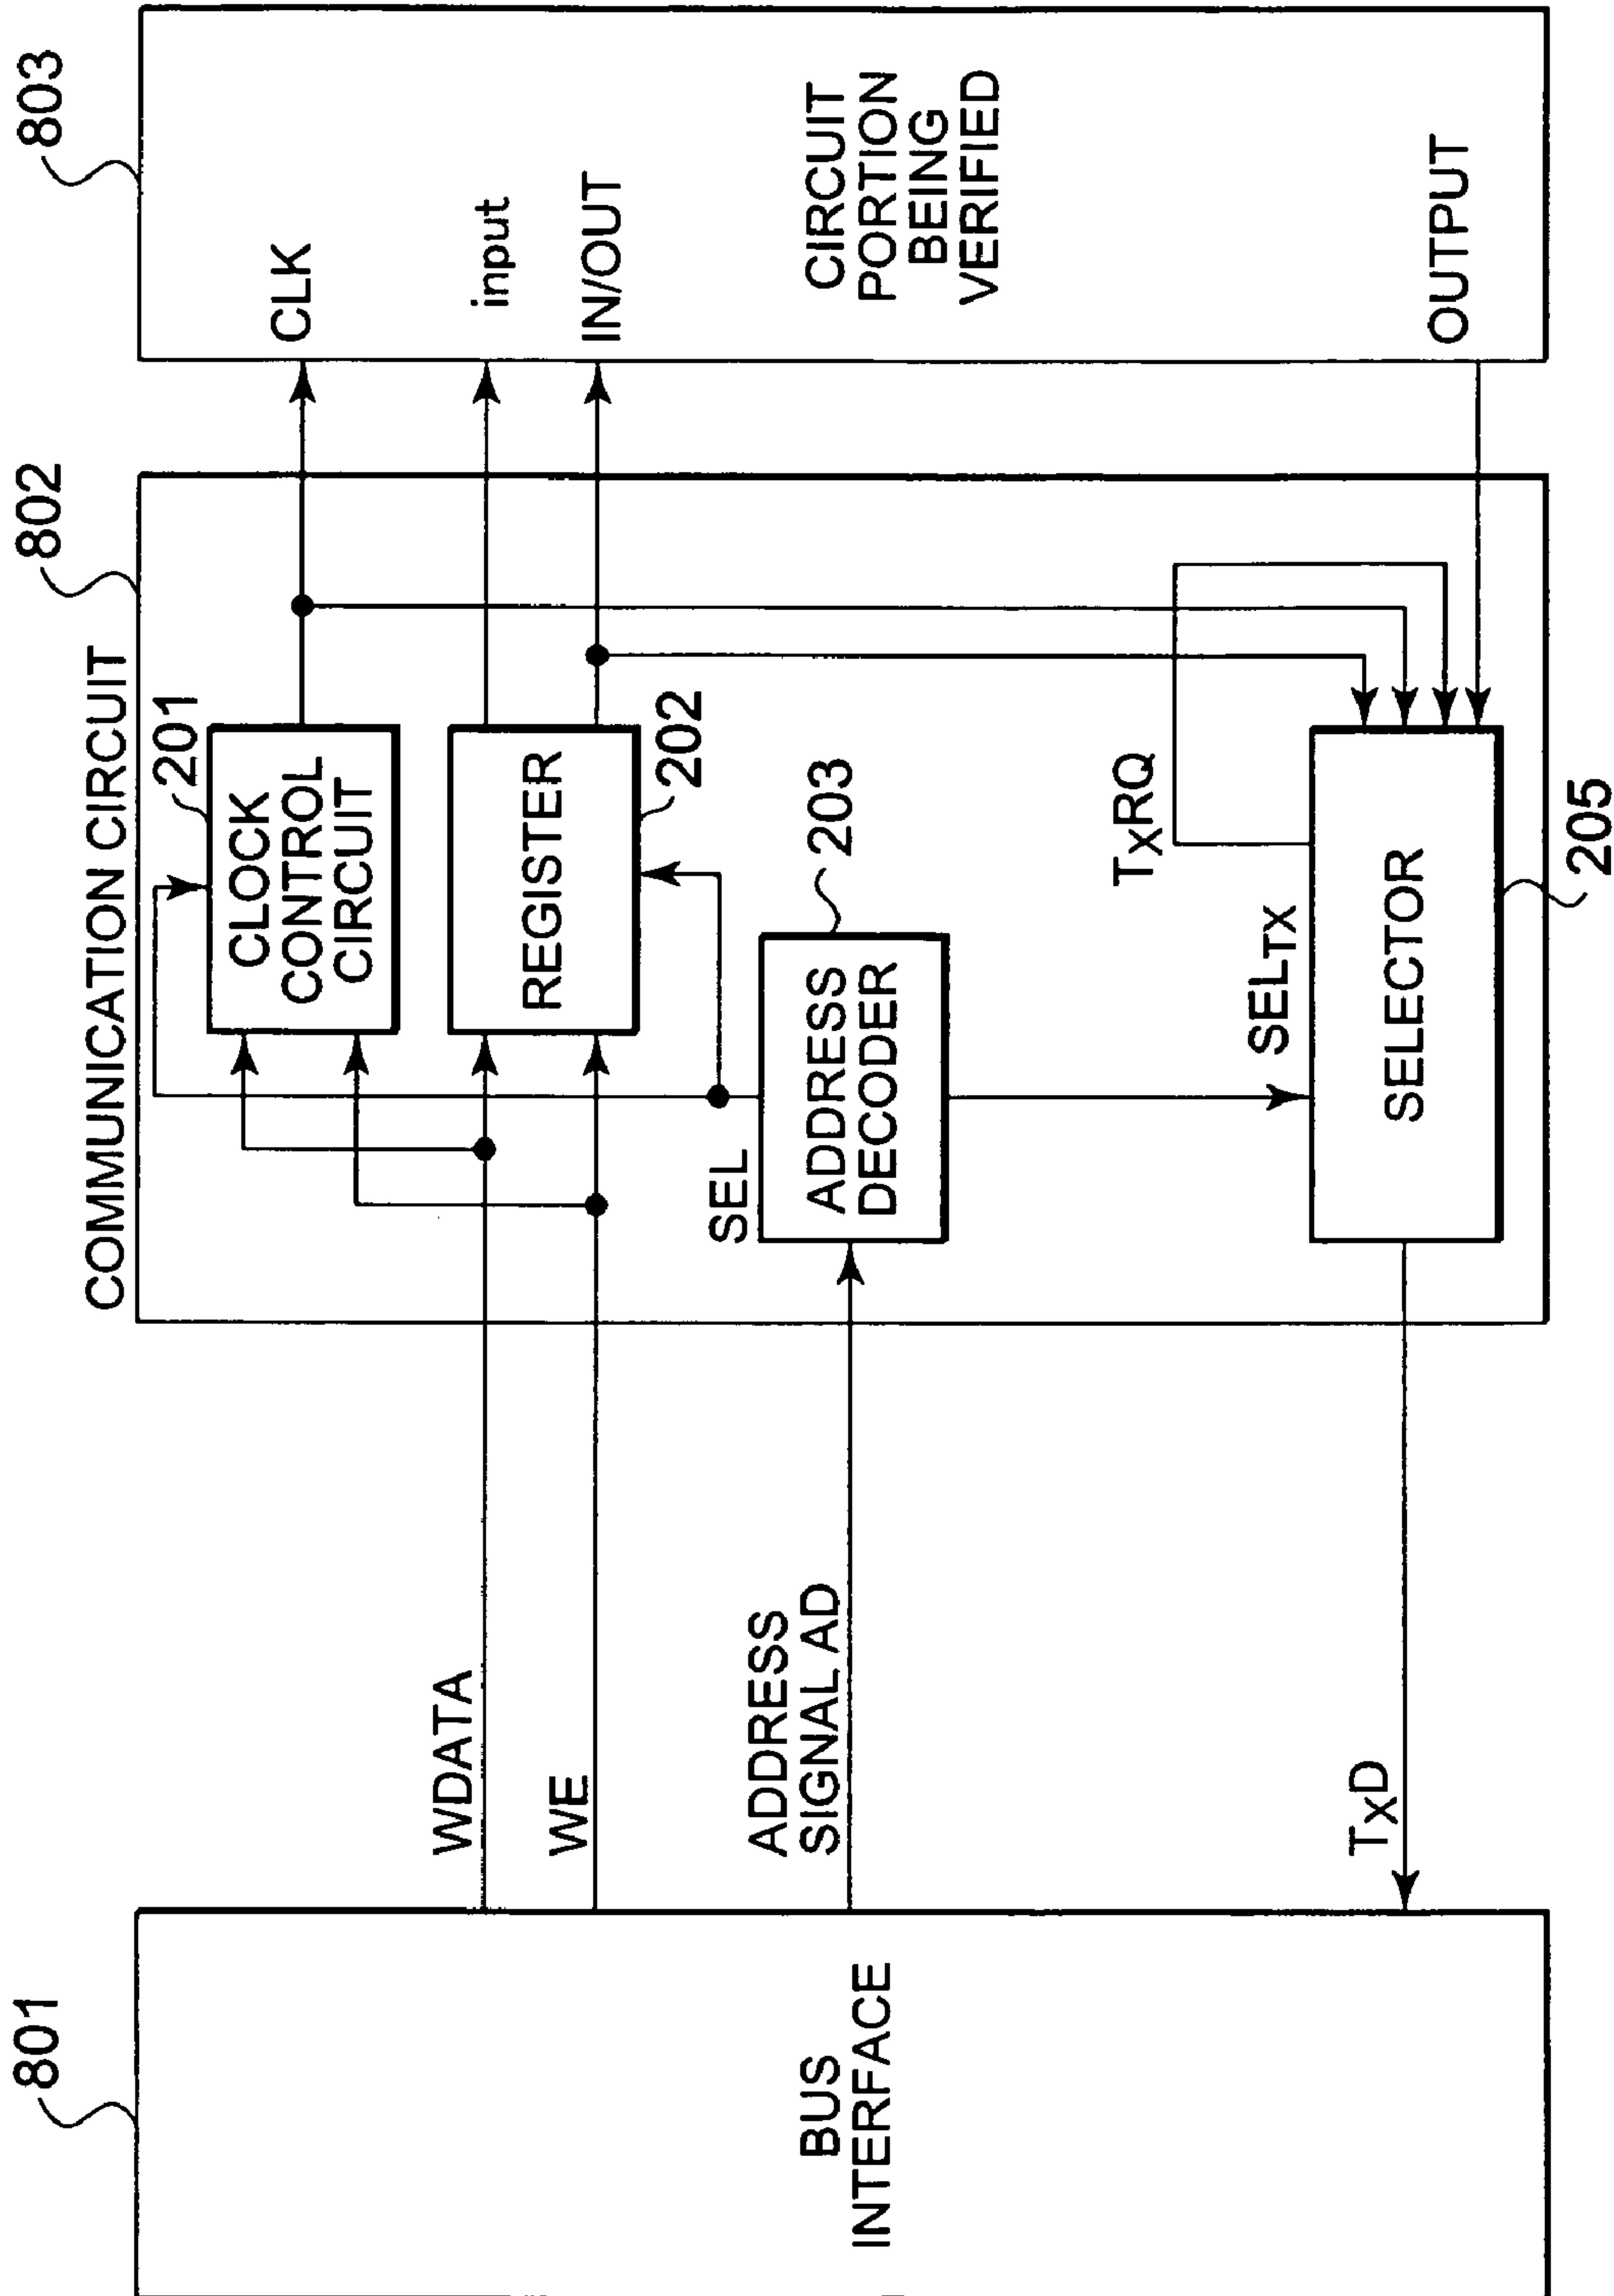 801
BUS
INTERFACE
WDATA
WE
ADDRESS
SIGNAL AD
TxD
COMMUNICATION CIRCUIT
802
201
CLOCK
CONTROL
CIRCUIT
REGISTER
202
SEL
ADDRESS
DECODER
203
SELTX
TxRQ
SELECTOR
205
803
CLK
input
IN/OUT
CIRCUIT
PORTION
BEING
VERIFIED
OUTPUT